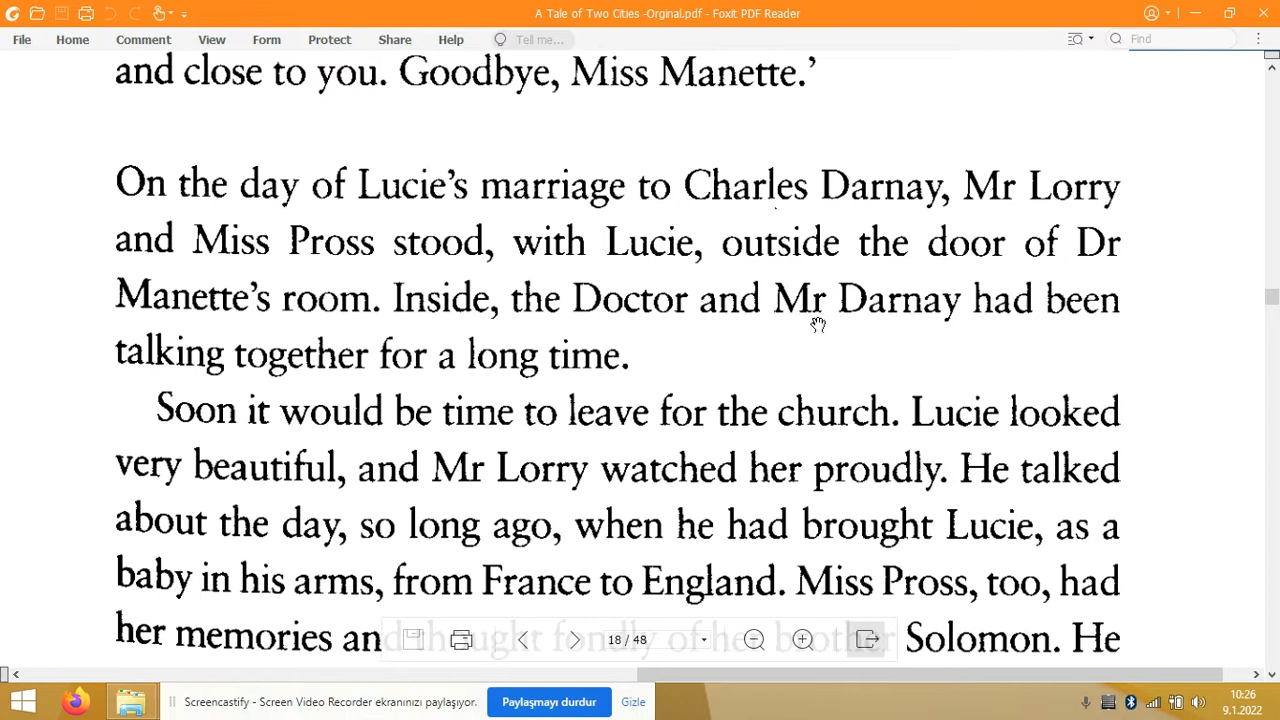 A Tale of Two Cities -Orginal.pdf - Foxit PDF Reader
File Home Comment View Form Protect Share Help Tell me... Find
and close to you. Goodbye, Miss Manette.’
On the day of Lucie’s marriage to Charles Darnay, Mr Lorry
and Miss Pross stood, with Lucie, outside the door of Dr
Manette’s room. Inside, the Doctor and Mr Darnay had been
talking together for a long time.
Soon it would be time to leave for the church. Lucie looked
very beautiful, and Mr Lorry watched her proudly. He talked
about the day, so long ago, when he had brought Lucie, as a
baby in his arms, from France to England. Miss Pross, too, had
her memories and thought fondly of her brother Solomon. He
18 / 48
Screencastify - Screen Video Recorder ekranınızı paylaşıyor. Paylaşmayı durdur Gizle
10:26
9.1.2022